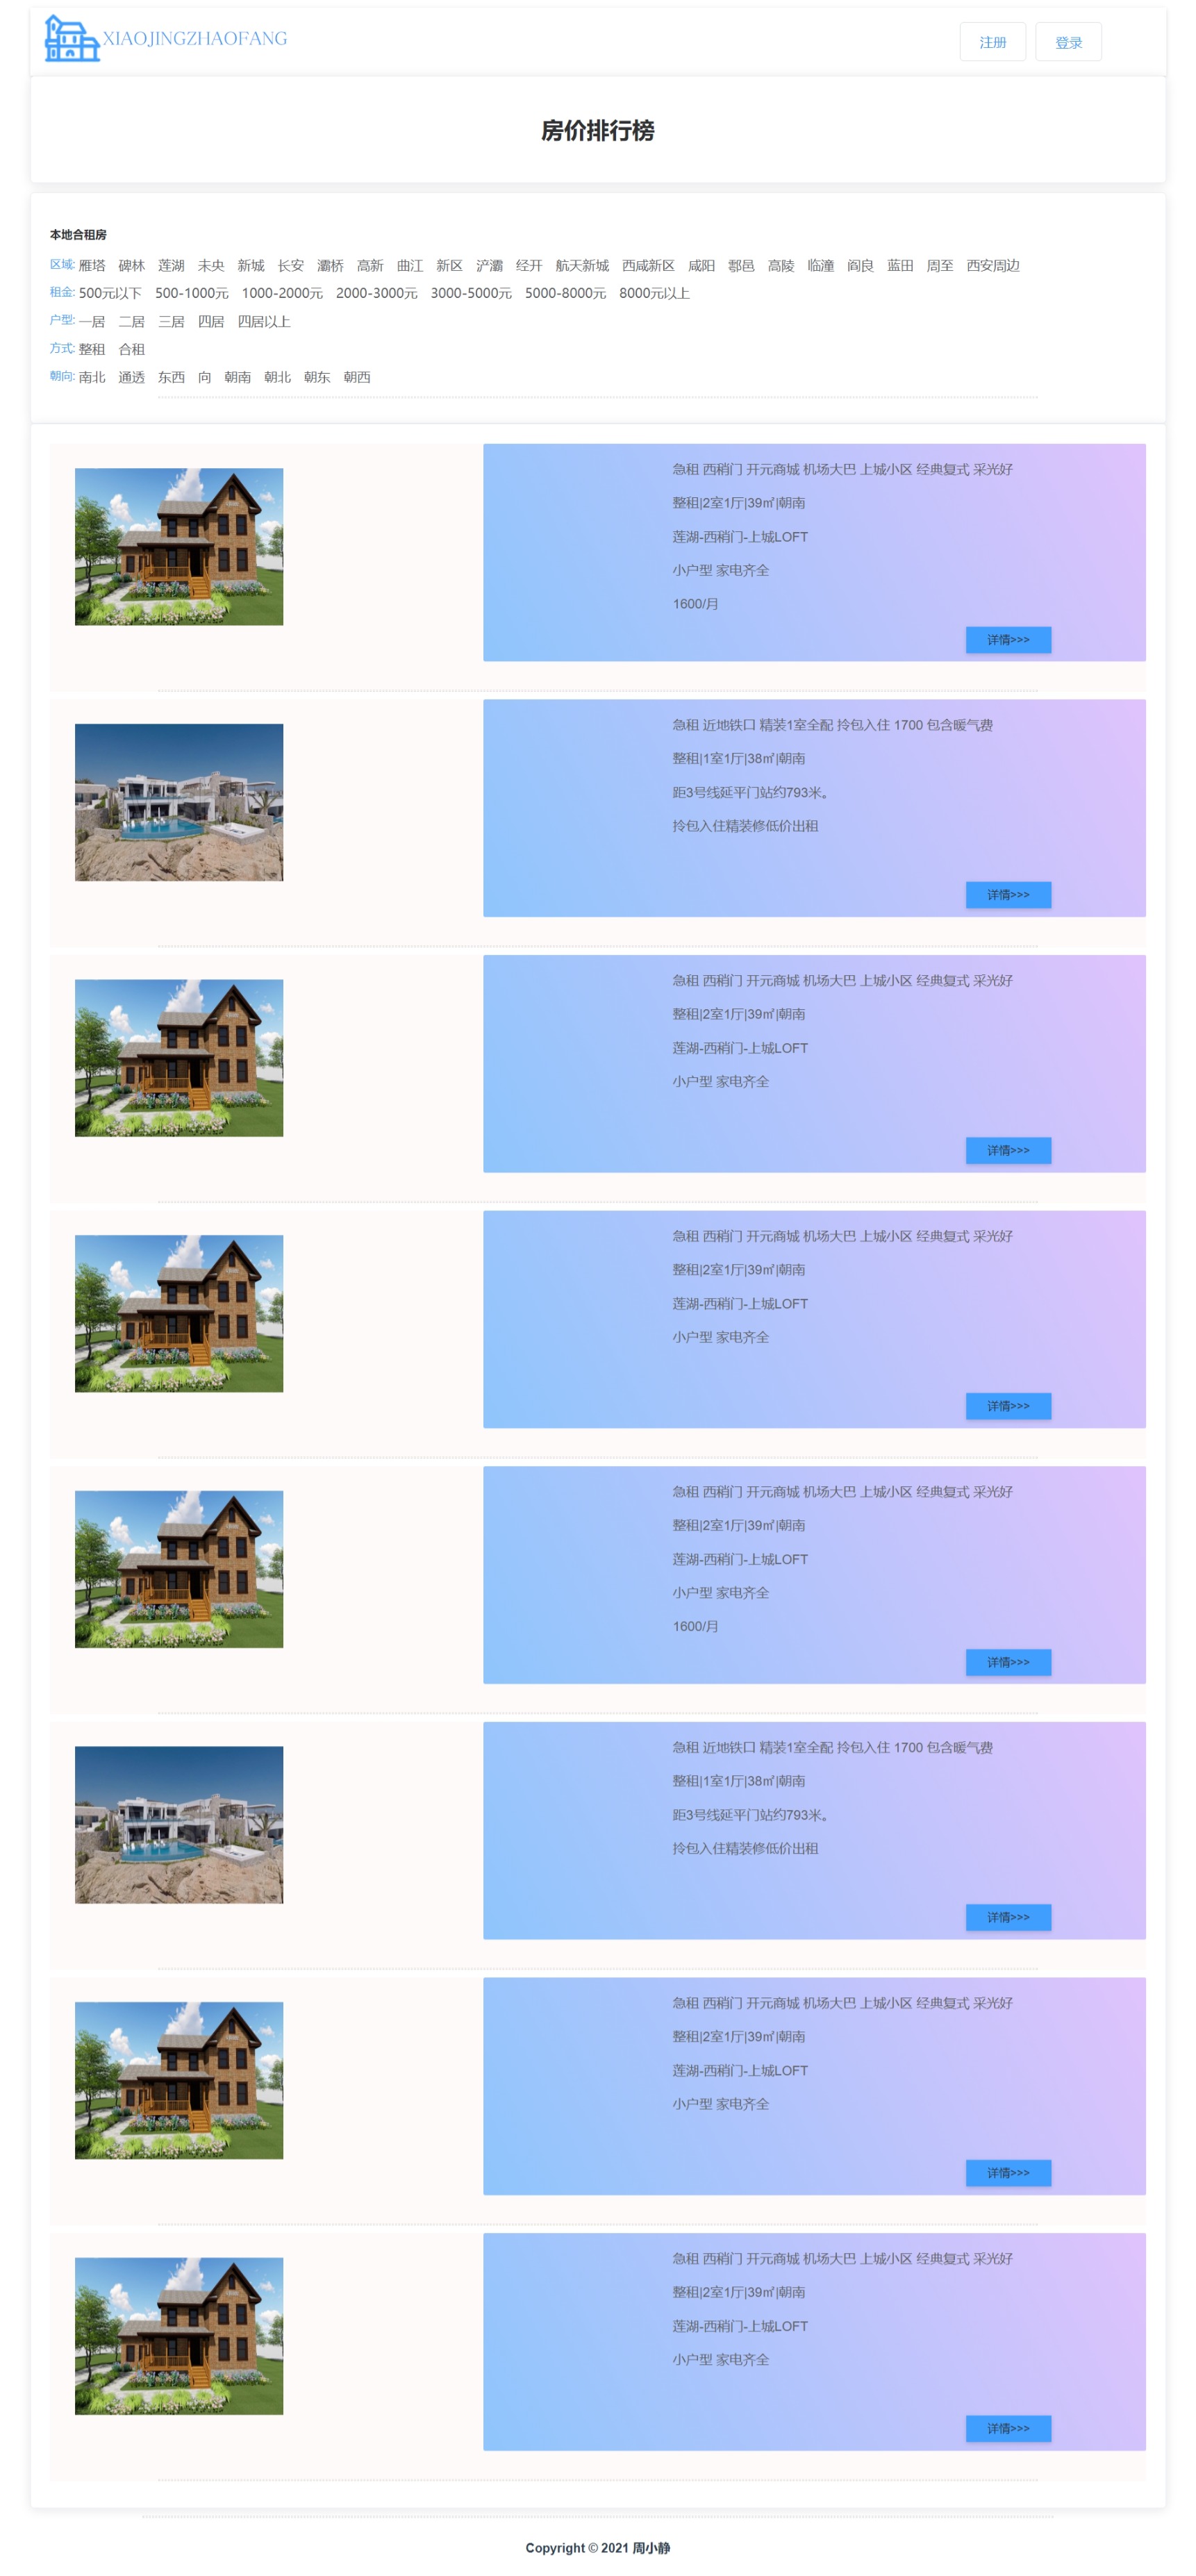 XIAOJINGZHAOFANG
注册 登录
房价排行榜
本地合租房
区域: 雁塔 碑林 莲湖 未央 新城 长安 灞桥 高新 曲江 新区 浐灞 经开 航天新城 西咸新区 咸阳 鄠邑 高陵 临潼 阎良 蓝田 周至 西安周边
租金: 500元以下 500-1000元 1000-2000元 2000-3000元 3000-5000元 5000-8000元 8000元以上
户型: 一居 二居 三居 四居 四居以上
方式: 整租 合租
朝向: 南北 通透 东西 向 朝南 朝北 朝东 朝西
急租 西稍门 开元商城 机场大巴 上城小区 经典复式 采光好
整租|2室1厅|39㎡|朝南
莲湖-西稍门-上城LOFT
小户型 家电齐全
1600/月
详情>>>
急租 近地铁口 精装1室全配 拎包入住 1700 包含暖气费
整租|1室1厅|38㎡|朝南
距3号线延平门站约793米。
拎包入住精装修低价出租
详情>>>
急租 西稍门 开元商城 机场大巴 上城小区 经典复式 采光好
整租|2室1厅|39㎡|朝南
莲湖-西稍门-上城LOFT
小户型 家电齐全
详情>>>
急租 西稍门 开元商城 机场大巴 上城小区 经典复式 采光好
整租|2室1厅|39㎡|朝南
莲湖-西稍门-上城LOFT
小户型 家电齐全
详情>>>
急租 西稍门 开元商城 机场大巴 上城小区 经典复式 采光好
整租|2室1厅|39㎡|朝南
莲湖-西稍门-上城LOFT
小户型 家电齐全
1600/月
详情>>>
急租 近地铁口 精装1室全配 拎包入住 1700 包含暖气费
整租|1室1厅|38㎡|朝南
距3号线延平门站约793米。
拎包入住精装修低价出租
详情>>>
急租 西稍门 开元商城 机场大巴 上城小区 经典复式 采光好
整租|2室1厅|39㎡|朝南
莲湖-西稍门-上城LOFT
小户型 家电齐全
详情>>>
急租 西稍门 开元商城 机场大巴 上城小区 经典复式 采光好
整租|2室1厅|39㎡|朝南
莲湖-西稍门-上城LOFT
小户型 家电齐全
详情>>>
Copyright © 2021 周小静